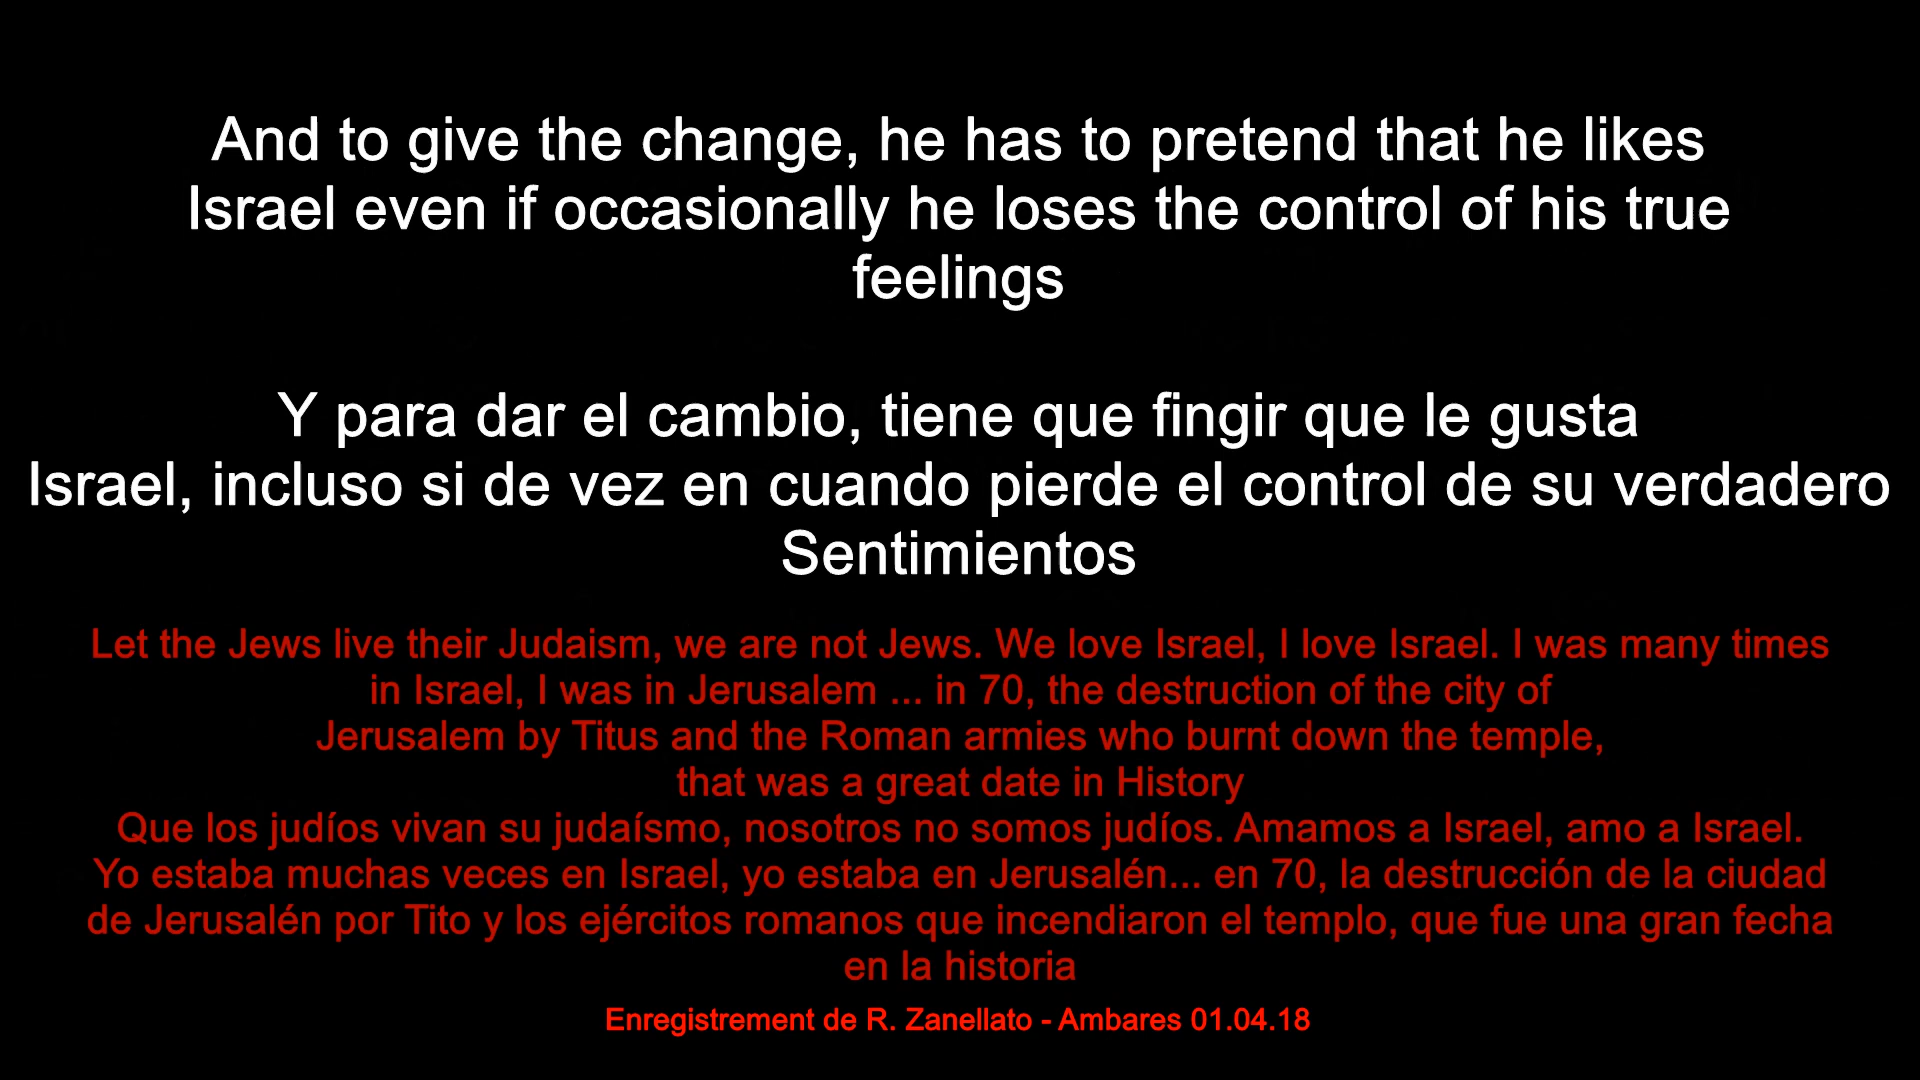 And to give the change, he has to pretend that he likes
Israel even if occasionally he loses the control of his true
feelings
Y para dar el cambio, tiene que fingir que le gusta
Israel, incluso si de vez en cuando pierde el control de su verdadero
Sentimientos
Let the Jews live their Judaism, we are not Jews. We love Israel, I love Israel. I was many times
in Israel, I was in Jerusalem ... in 70, the destruction of the city of
Jerusalem by Titus and the Roman armies who burnt down the temple,
that was a great date in History
Que los judíos vivan su judaísmo, nosotros no somos judíos. Amamos a Israel, amo a Israel.
Yo estaba muchas veces en Israel, yo estaba en Jerusalén... en 70, la destrucción de la ciudad
de Jerusalén por Tito y los ejércitos romanos que incendiaron el templo, que fue una gran fecha
en la historia
Enregistrement de R. Zanellato - Ambares 01.04.18